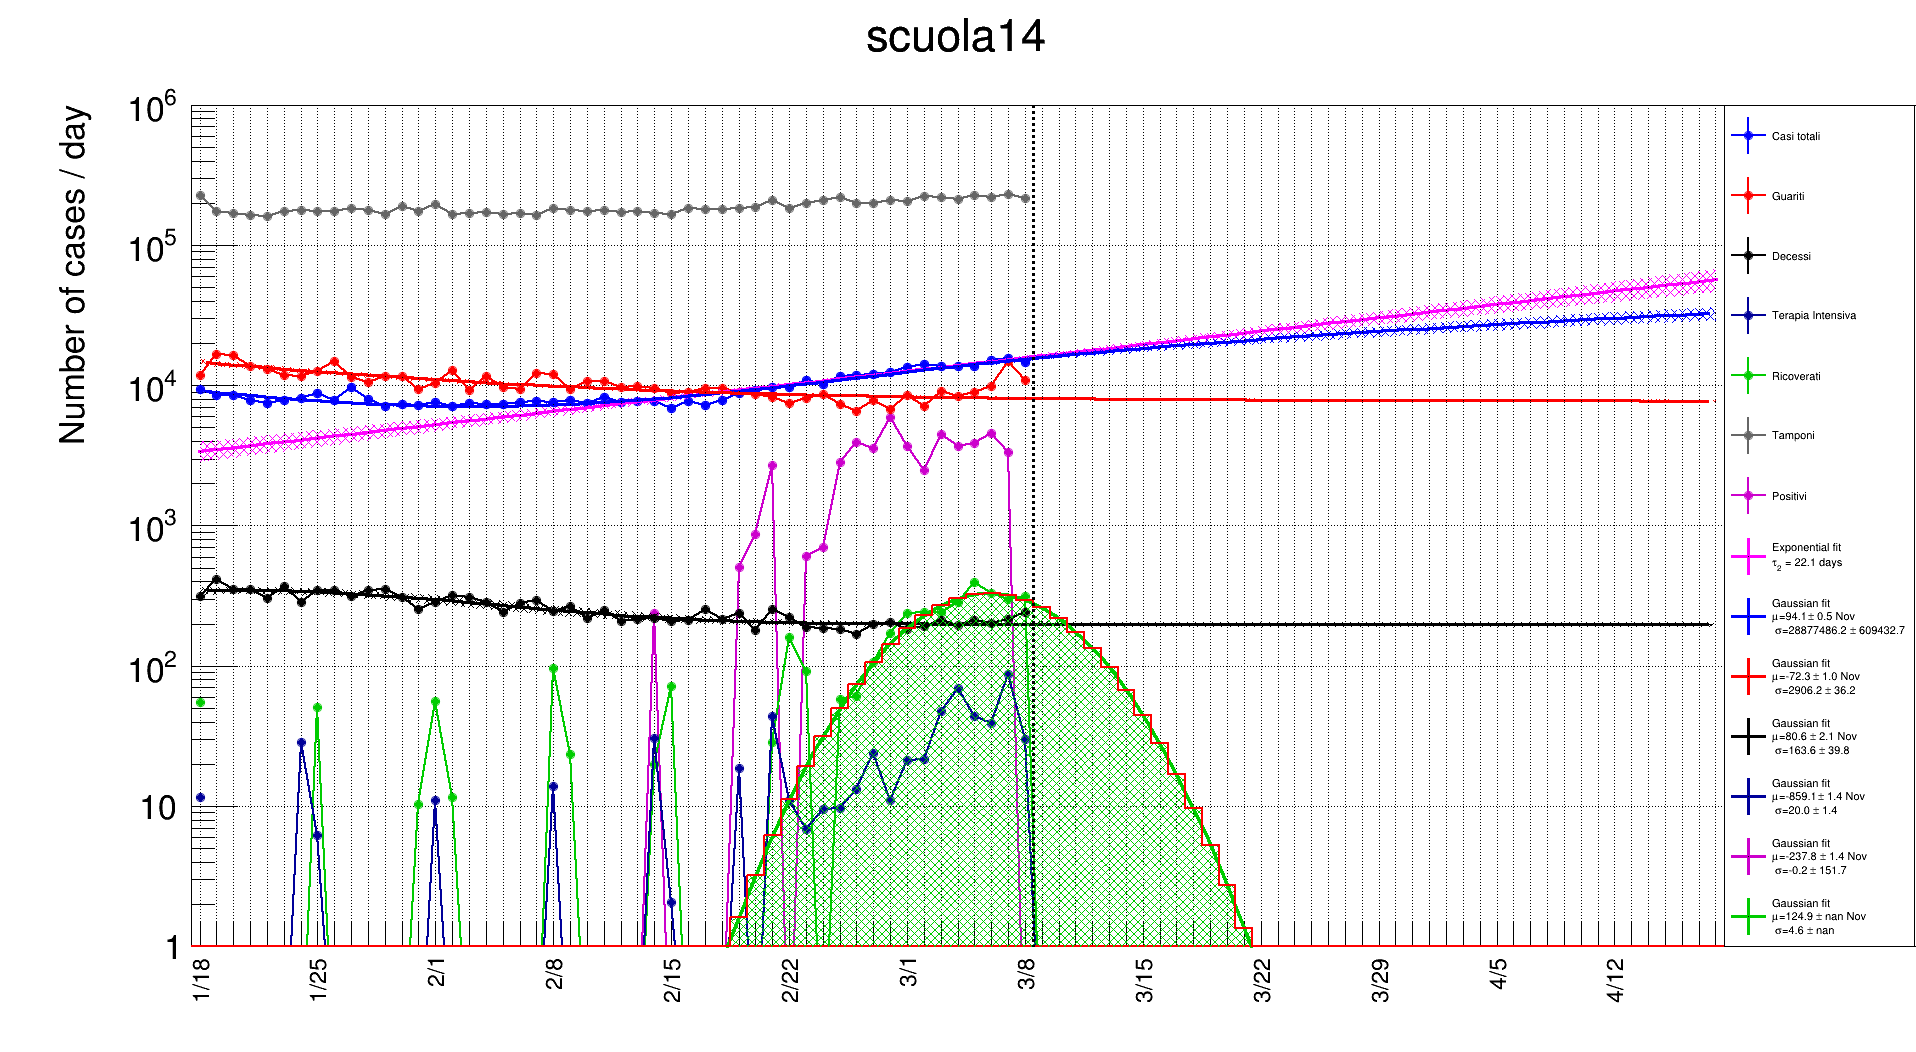 scuola14
Number of cases / day
10^6
10^5
10^4
10^3
10^2
10
1
1/18
1/25
2/1
2/8
2/15
2/22
3/1
3/8
3/15
3/22
3/29
4/5
4/12
Casi totali
Guariti
Decessi
Terapia Intensiva
Ricoverati
Tamponi
Positivi
Exponential fit
τ_2 = 22.1 days
Gaussian fit
μ=94.1± 0.5 Nov
σ=28877486.2 ± 609432.7
Gaussian fit
μ=-72.3 ± 1.0 Nov
σ=2906.2 ± 36.2
Gaussian fit
μ=80.6 ± 2.1 Nov
σ=163.6 ± 39.8
Gaussian fit
μ=-859.1 ± 1.4 Nov
σ=20.0 ± 1.4
Gaussian fit
μ=-237.8 ± 1.4 Nov
σ=-0.2 ± 151.7
Gaussian fit
μ=124.9 ± nan Nov
σ=4.6 ± nan